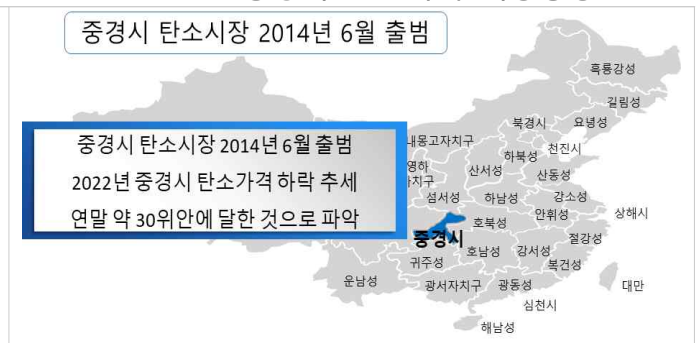 중경시 탄소시장 2014년 6월 출범
중경시 탄소시장 2014년 6월 출범
2022년 중경시 탄소가격 하락 추세
연말 약 30위안에 달한 것으로 파악
흑룡강성
길림성
북경시
요녕성
내몽고자치구
천진시
하북성
영하
자치구
산서성
산동성
섬서성
하남성
강소성
안휘성
상해시
호북성
중경시
절강성
호남성
강서성
귀주성
복건성
운남성
광서자치구
광동성
대만
심천시
해남성